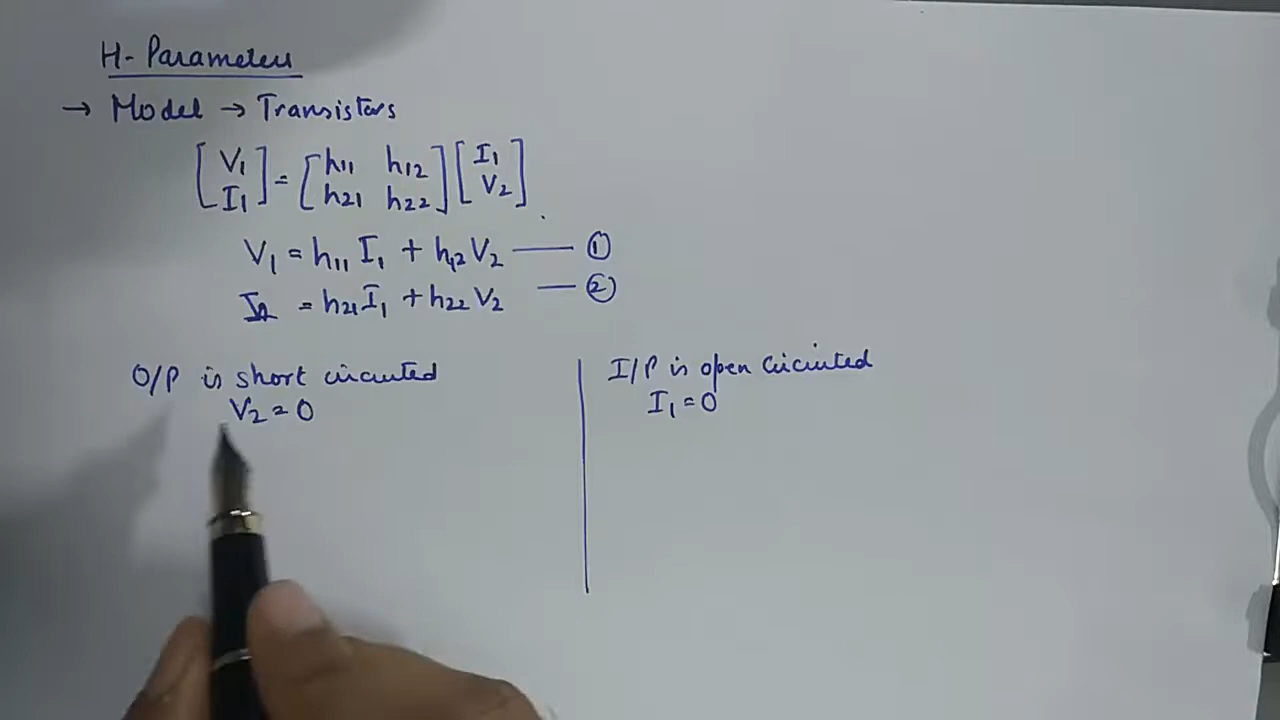 H- Parameters
→ Model → Transistors
[V1 I1] = [h11 h12 h21 h22] [I1 V2]
V1 = h11 I1 + h12 V2 —— ①
I2 = h21 I1 + h22 V2 — ②
O/P is short circuited
V2 = 0
I/P is open Circuited
I1 = 0